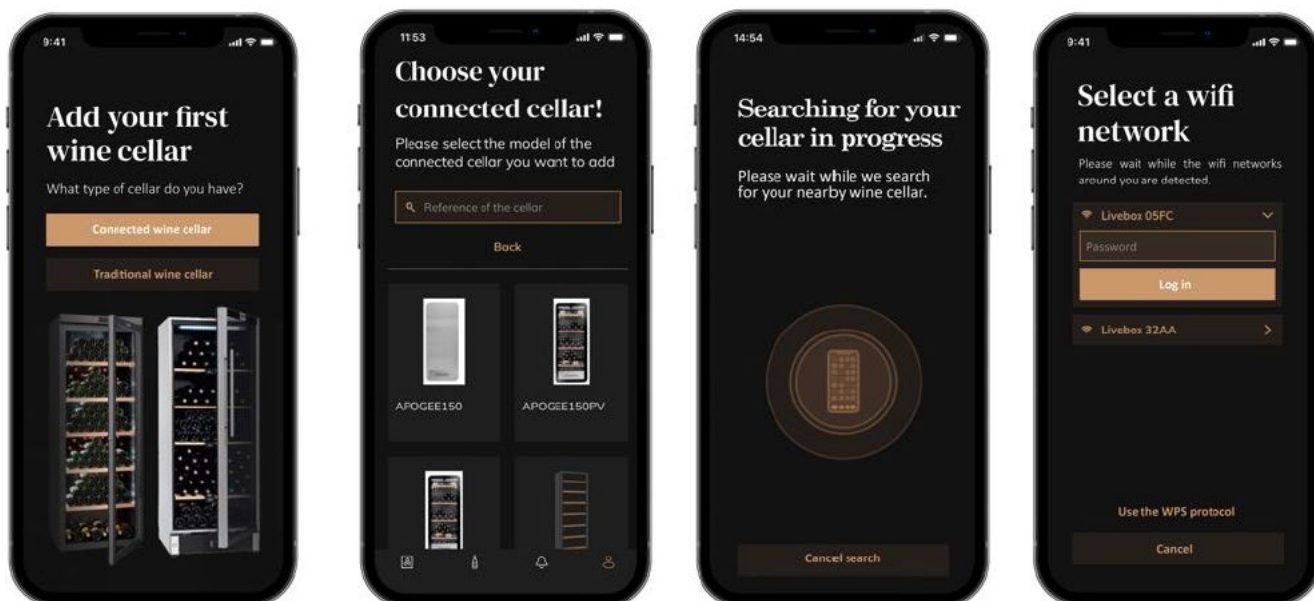 9:41
Add your first
wine cellar
What type of cellar do you have?
Connected wine cellar
Traditional wine cellar
11:53
Choose your
connected cellar!
Please select the model of the
connected cellar you want to add
Reference of the cellar
Back
APOGEE150
APOGEE150PV
14:54
Searching for your
cellar in progress
Please wait while we search
for your nearby wine cellar.
Cancel search
9:41
Select a wifi
network
Please wait while the wifi networks
around you are detected.
Livebox 05FC
Password
Log in
Livebox 32AA
Use the WPS protocol
Cancel